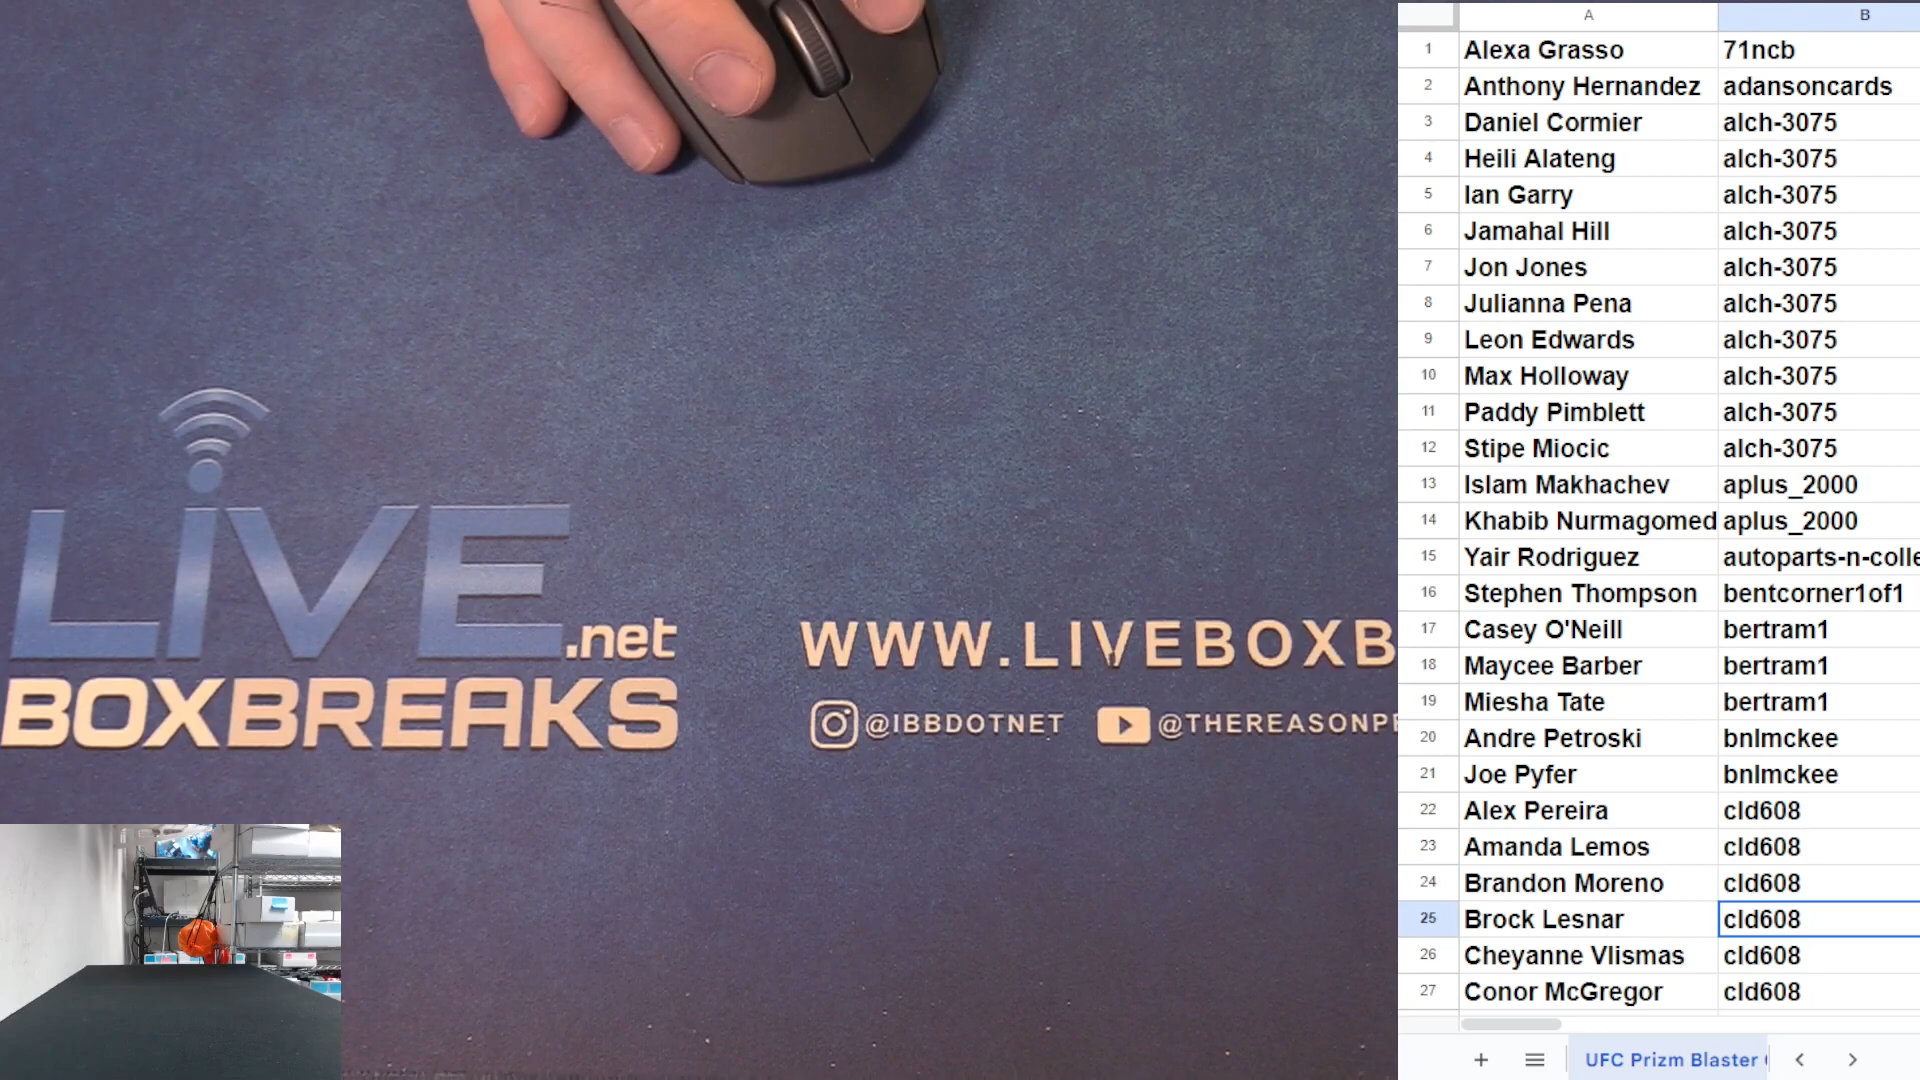 LIVE.net
BOXBREAKS
WWW.LIVEBOXB
@IBBDOTNET
@THEREASONPR
A B
1 Alexa Grasso 71ncb
2 Anthony Hernandez adansoncards
3 Daniel Cormier alch-3075
4 Heili Alateng alch-3075
5 Ian Garry alch-3075
6 Jamahal Hill alch-3075
7 Jon Jones alch-3075
8 Julianna Pena alch-3075
9 Leon Edwards alch-3075
10 Max Holloway alch-3075
11 Paddy Pimblett alch-3075
12 Stipe Miocic alch-3075
13 Islam Makhachev aplus_2000
14 Khabib Nurmagomed aplus_2000
15 Yair Rodriguez autoparts-n-colle
16 Stephen Thompson bentcorner1of1
17 Casey O'Neill bertram1
18 Maycee Barber bertram1
19 Miesha Tate bertram1
20 Andre Petroski bnlmckee
21 Joe Pyfer bnlmckee
22 Alex Pereira cld608
23 Amanda Lemos cld608
24 Brandon Moreno cld608
25 Brock Lesnar cld608
26 Cheyanne Vlismas cld608
27 Conor McGregor cld608
UFC Prizm Blaster